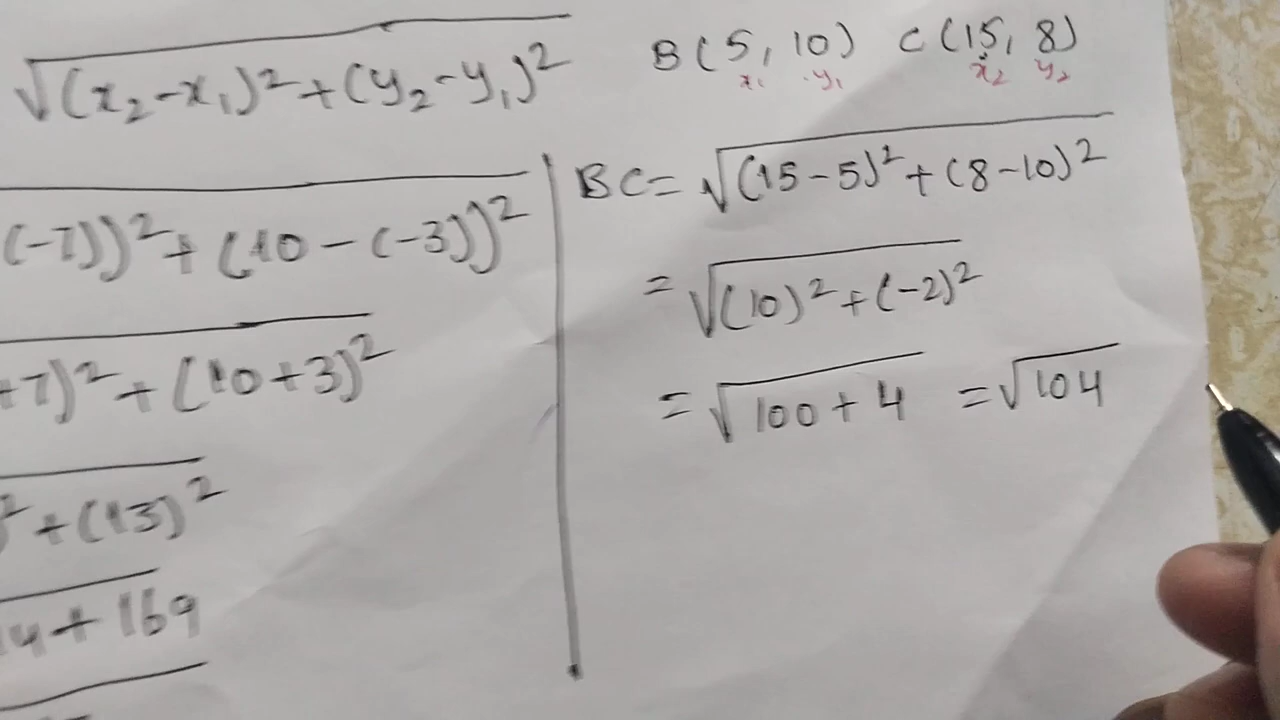 √(x₂-x₁)²+(y₂-y₁)²
B(5, 10) C(15, 8)
x₁ y₁ x₂ y₂
(-7))²+(10-(-3))²
+7)²+(10+3)²
²+(13)²
4+169
BC=√(15-5)²+(8-10)²
=√(10)²+(-2)²
=√100+4 =√104